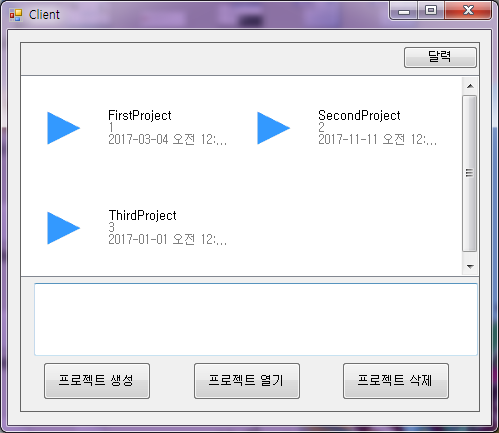 Client
달력
FirstProject
1
2017-03-04 오전 12:...
SecondProject
2
2017-11-11 오전 12:...
ThirdProject
3
2017-01-01 오전 12:...
프로젝트 생성
프로젝트 열기
프로젝트 삭제